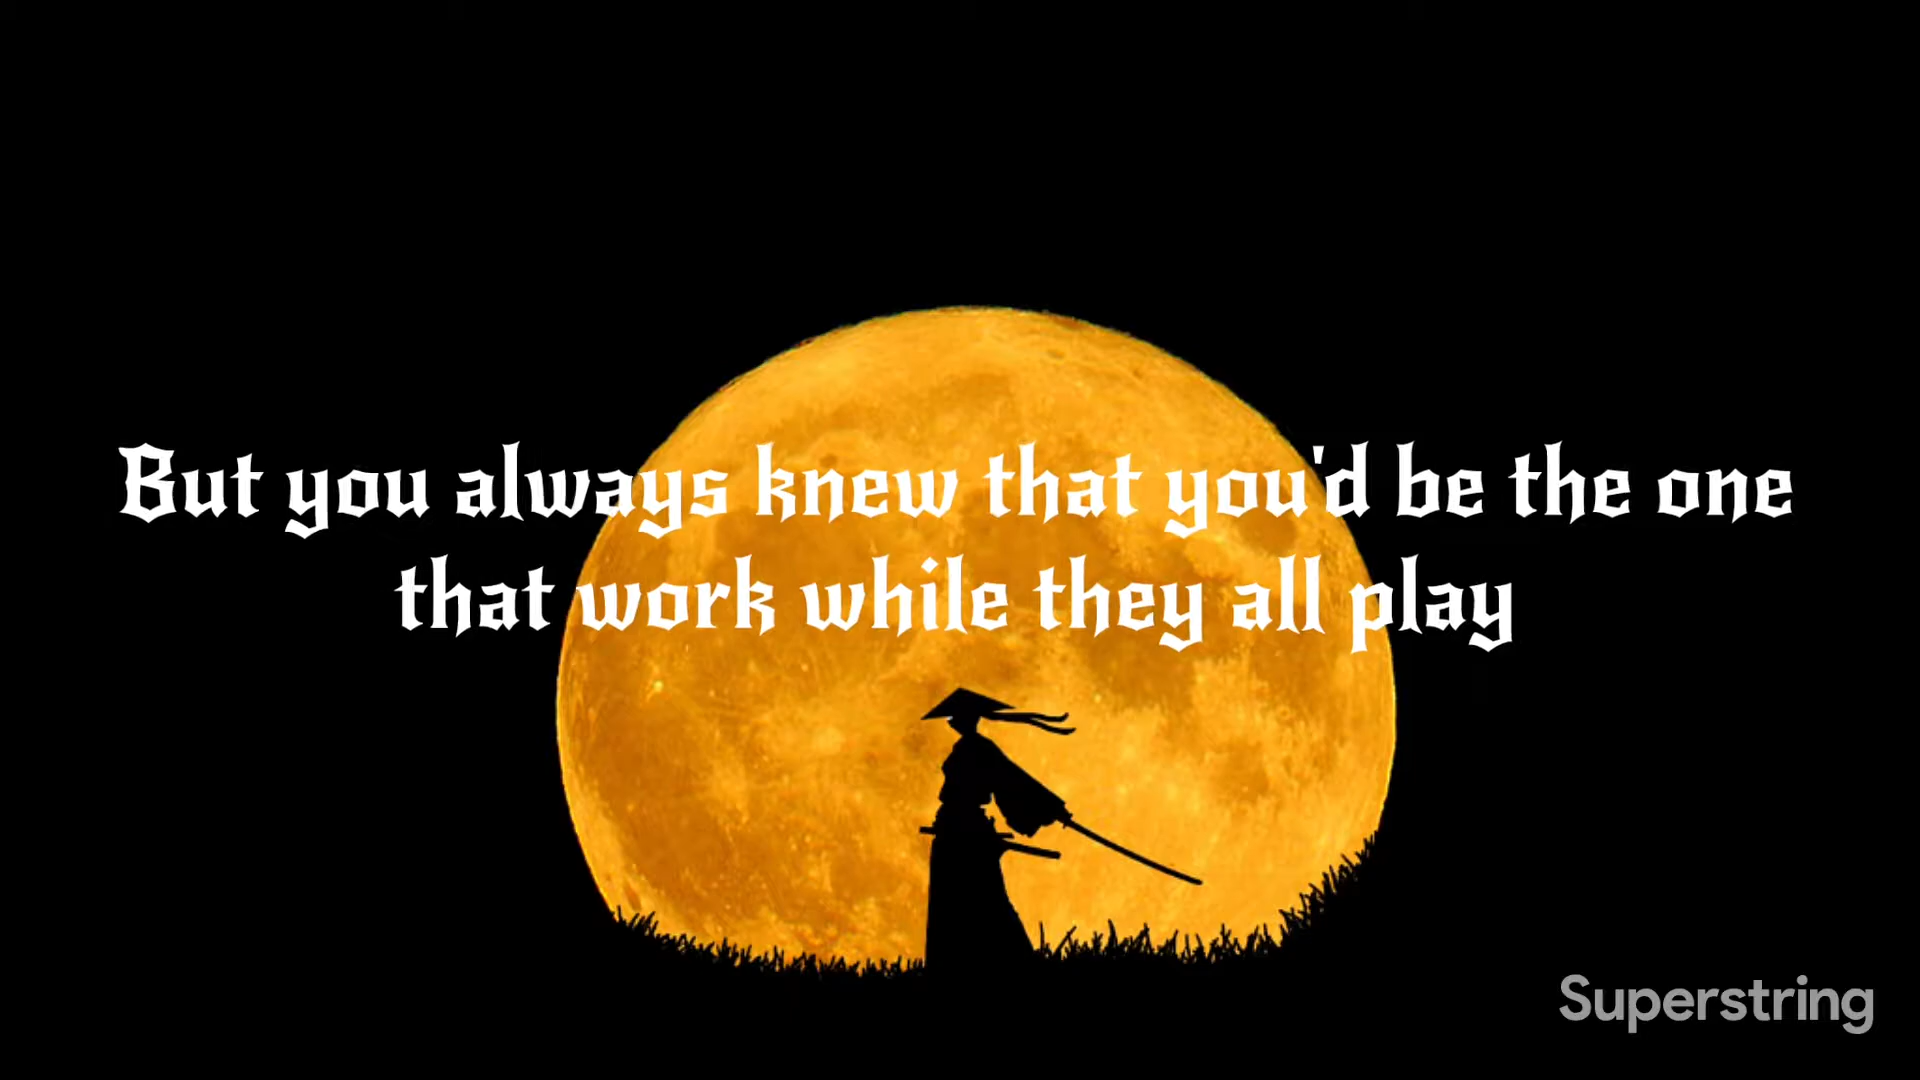 But you always knew that you'd be the one
that work while they all play
Superstring